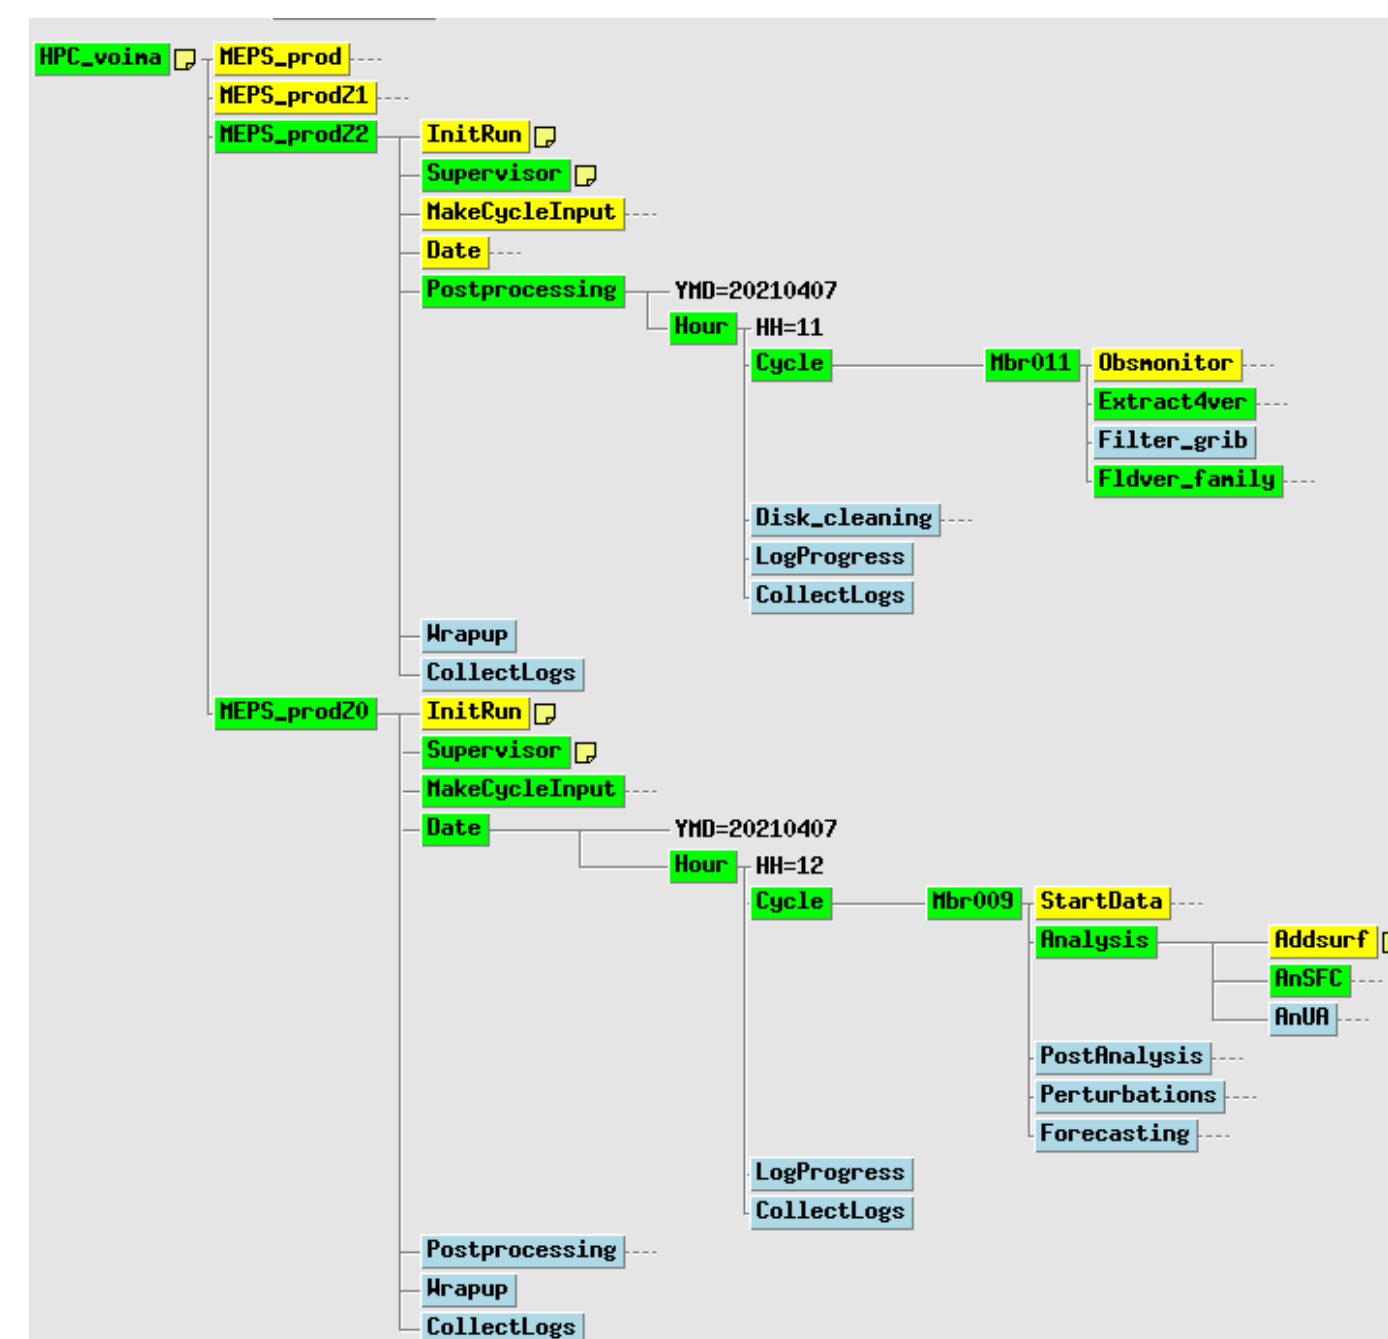 HPC_voima MEPS_prod
MEPS_prodZ1
MEPS_prodZ2 InitRun
Supervisor
MakeCycleInput
Date
Postprocessing YMD=20210407
Hour HH=11
Cycle Mbr011 Obsmonitor
Extract4ver
Filter_grib
Fldver_family
Disk_cleaning
LogProgress
CollectLogs
Wrapup
CollectLogs
MEPS_prodZ0 InitRun
Supervisor
MakeCycleInput
Date YMD=20210407
Hour HH=12
Cycle Mbr009 StartData
Analysis Addsurf
AnSFC
AnUA
PostAnalysis
Perturbations
Forecasting
LogProgress
CollectLogs
Postprocessing
Wrapup
CollectLogs